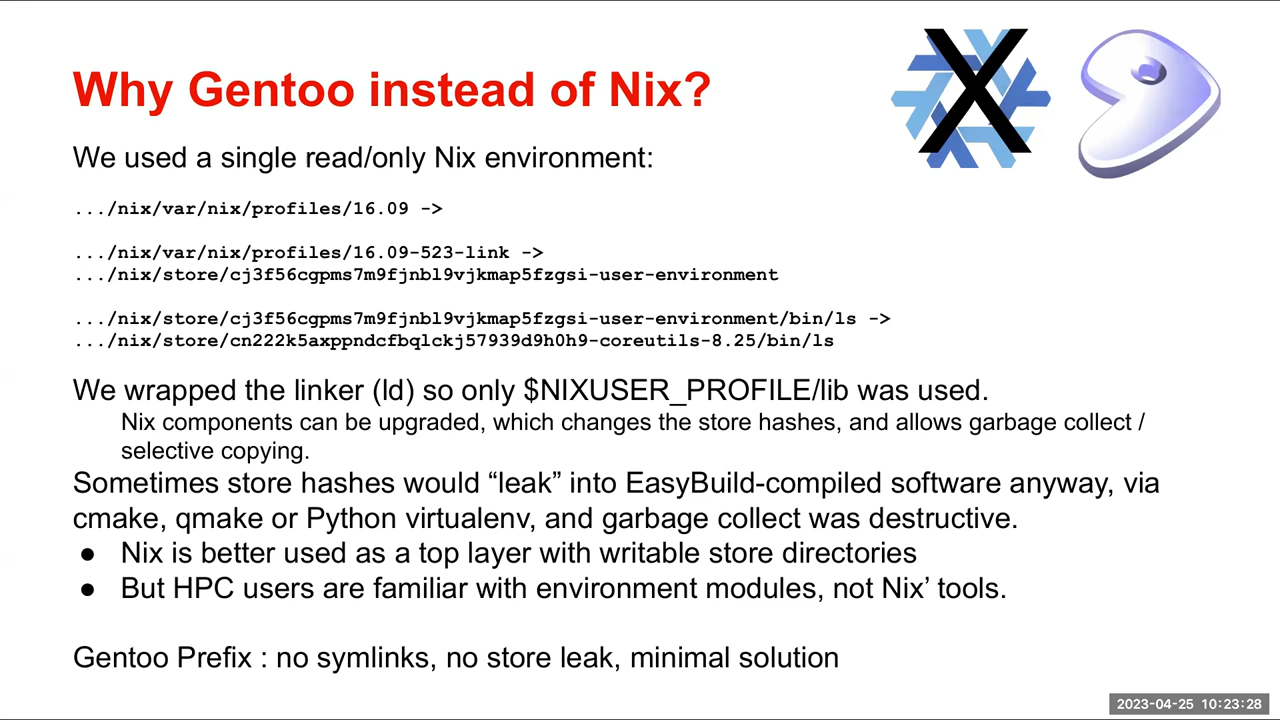 Why Gentoo instead of Nix?
We used a single read/only Nix environment:
.../nix/var/nix/profiles/16.09 ->
.../nix/var/nix/profiles/16.09-523-link ->
.../nix/store/cj3f56cgpms7m9fjnbl9vjkmap5fzgsi-user-environment
.../nix/store/cj3f56cgpms7m9fjnbl9vjkmap5fzgsi-user-environment/bin/ls ->
.../nix/store/cn222k5axppndcfbqlckj57939d9h0h9-coreutils-8.25/bin/ls
We wrapped the linker (ld) so only $NIXUSER_PROFILE/lib was used.
Nix components can be upgraded, which changes the store hashes, and allows garbage collect /
selective copying.
Sometimes store hashes would “leak” into EasyBuild-compiled software anyway, via
cmake, qmake or Python virtualenv, and garbage collect was destructive.
● Nix is better used as a top layer with writable store directories
● But HPC users are familiar with environment modules, not Nix’ tools.
Gentoo Prefix : no symlinks, no store leak, minimal solution
2023-04-25 10:23:28